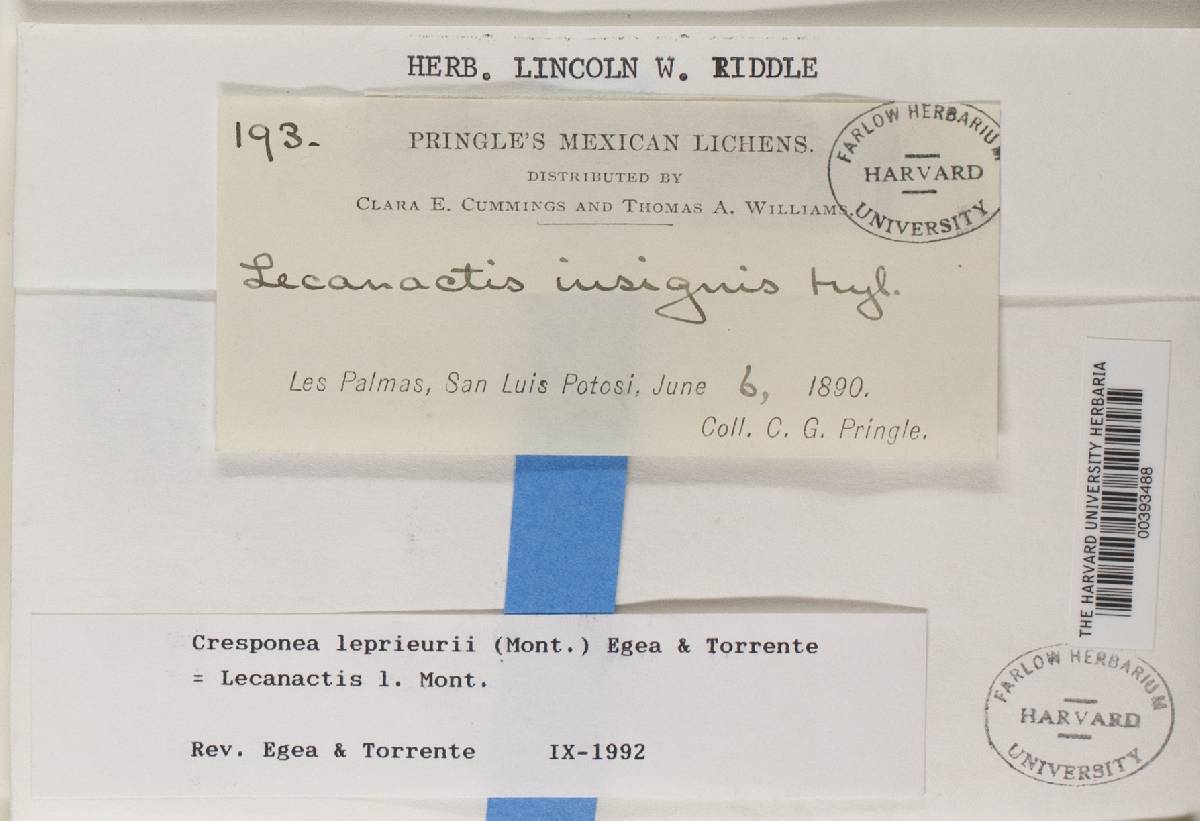 HERB. LINCOLN W. RIDDLE
193.
PRINGLE'S MEXICAN LICHENS.
DISTRIBUTED BY
CLARA E. CUMMINGS AND THOMAS A. WILLIAMS.
FARLOW HERBARIUM
HARVARD
UNIVERSITY
Lecanactis insignis Nyl.
Les Palmas, San Luis Potosi, June 6, 1890.
Coll. C. G. Pringle.
THE HARVARD UNIVERSITY HERBARIA
00393488
Cresponea leprieurii (Mont.) Egea & Torrente
= Lecanactis l. Mont.
Rev. Egea & Torrente IX-1992
FARLOW HERBARIUM
HARVARD
UNIVERSITY